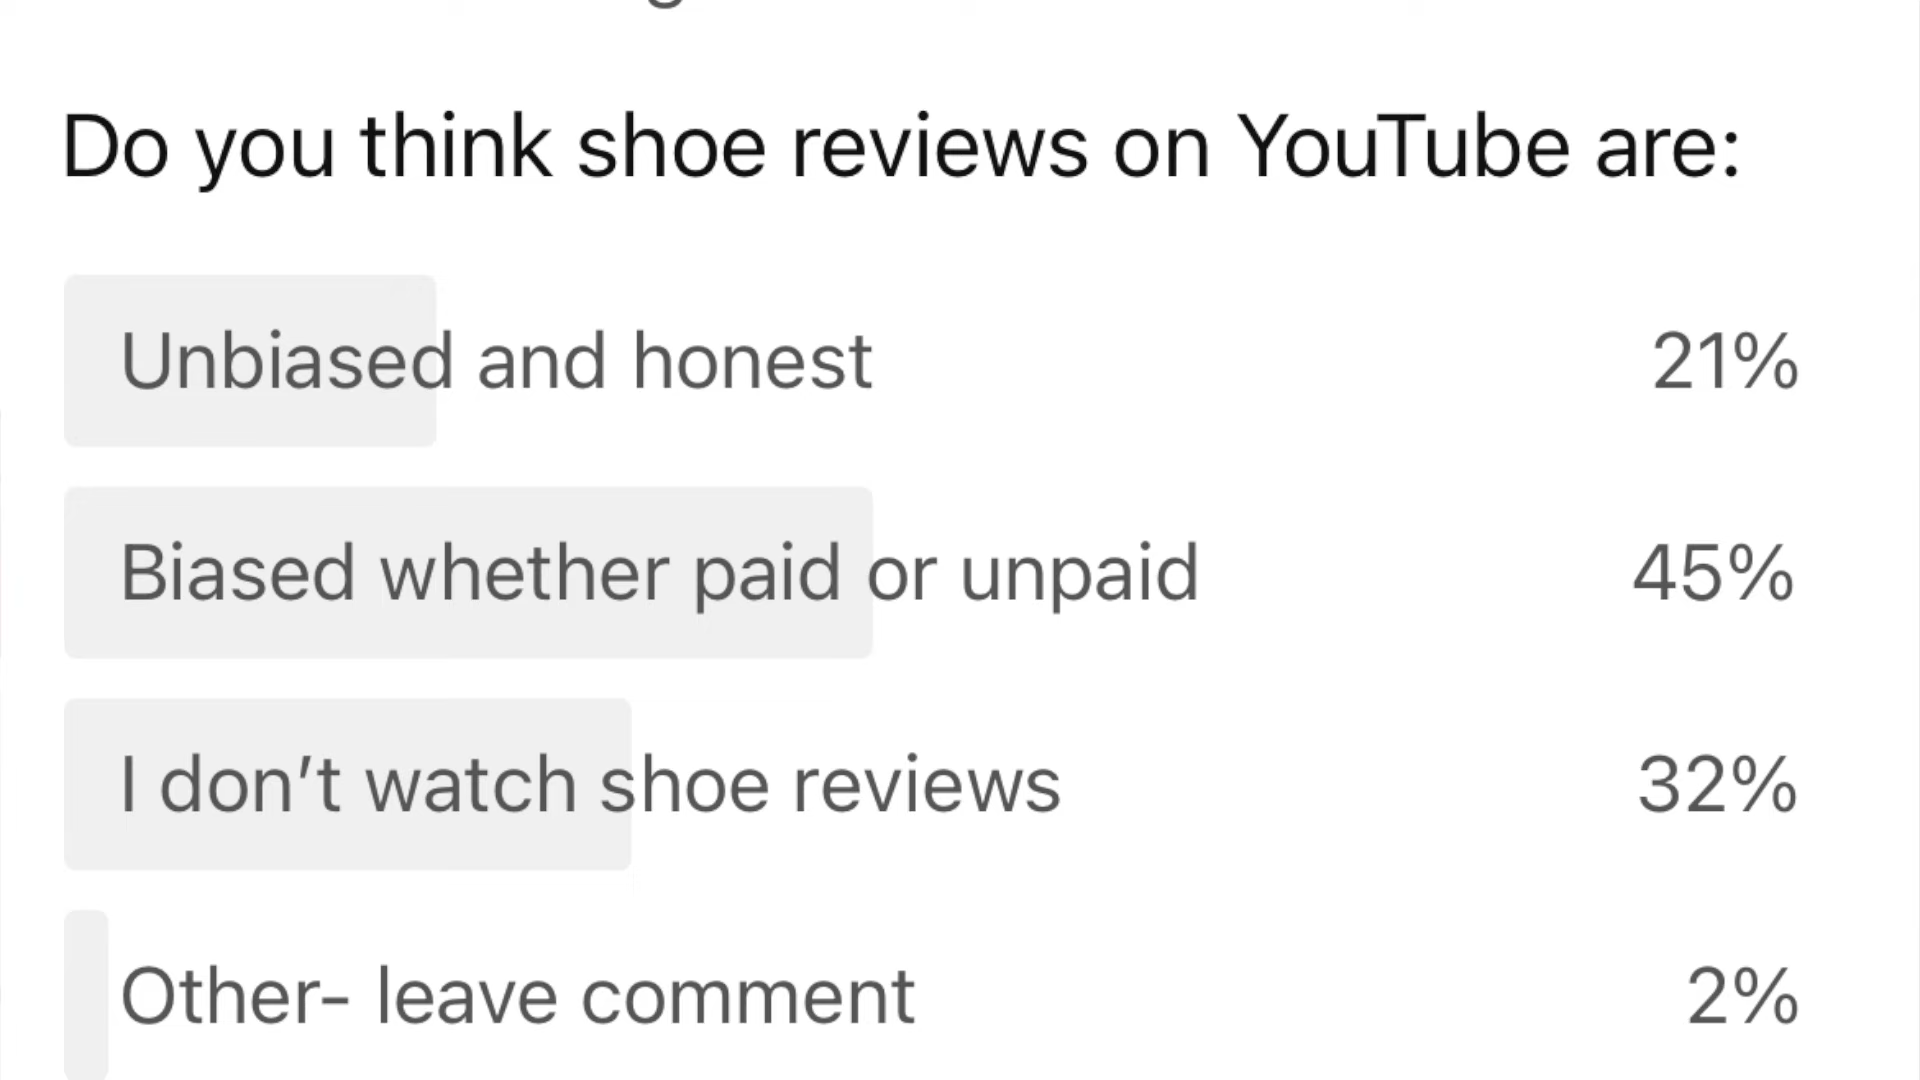 Do you think shoe reviews on YouTube are:
Unbiased and honest 21%
Biased whether paid or unpaid 45%
I don’t watch shoe reviews 32%
Other- leave comment 2%